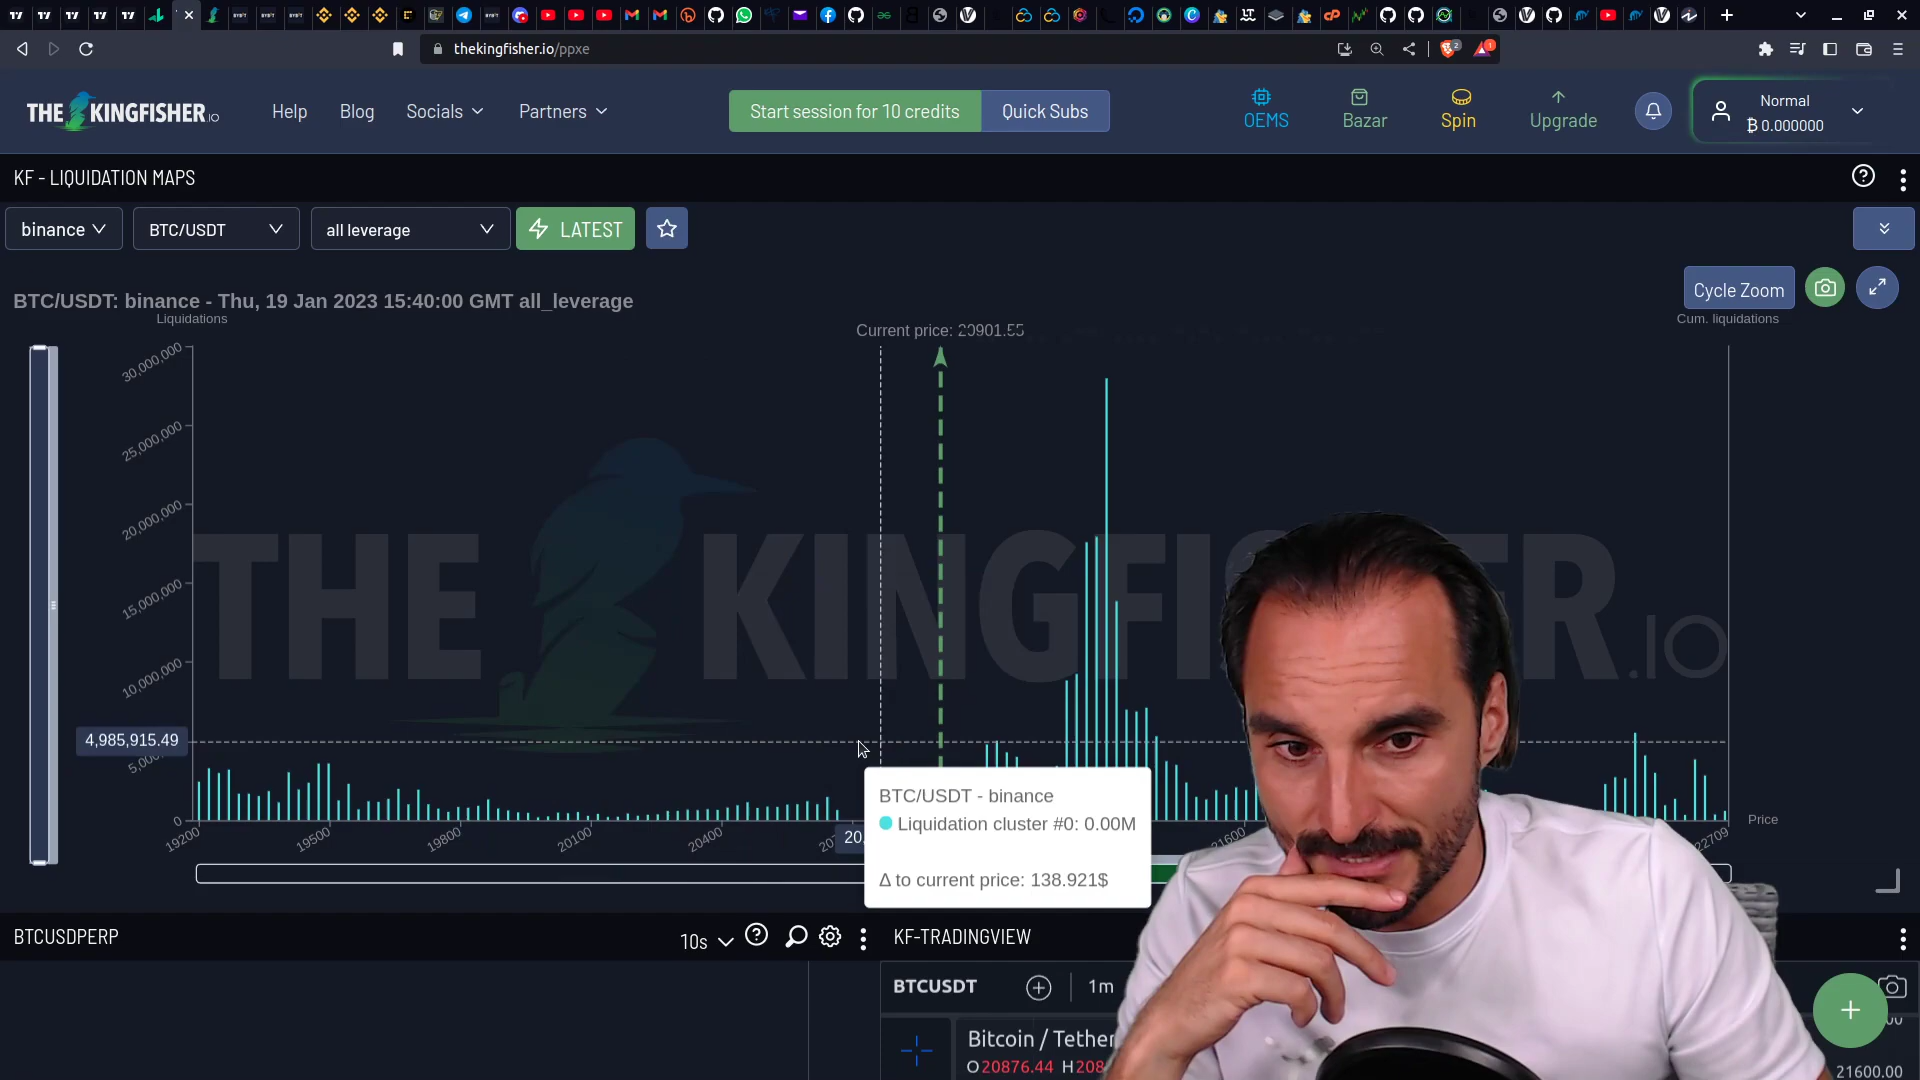 thekingfisher.io/ppxe
THE KINGFISHER.IO
Help
Blog
Socials
Partners
Start session for 10 credits
Quick Subs
OEMS
Bazar
Spin
Upgrade
Normal
₿ 0.000000
KF - LIQUIDATION MAPS
binance
BTC/USDT
all leverage
LATEST
Cycle Zoom
BTC/USDT: binance - Thu, 19 Jan 2023 15:40:00 GMT all_leverage
Liquidations
Current price: 20901.55
Cum. liquidations
30,000,000
25,000,000
20,000,000
15,000,000
10,000,000
4,985,915.49
0
THE KINGFISHER.IO
19200
19500
19800
20100
20400
21600
22709
Price
BTC/USDT - binance
Liquidation cluster #0: 0.00M
Δ to current price: 138.921$
BTCUSDPERP
10s
KF-TRADINGVIEW
BTCUSDT
1m
Bitcoin / Tether
O20876.44 H208
21600.00